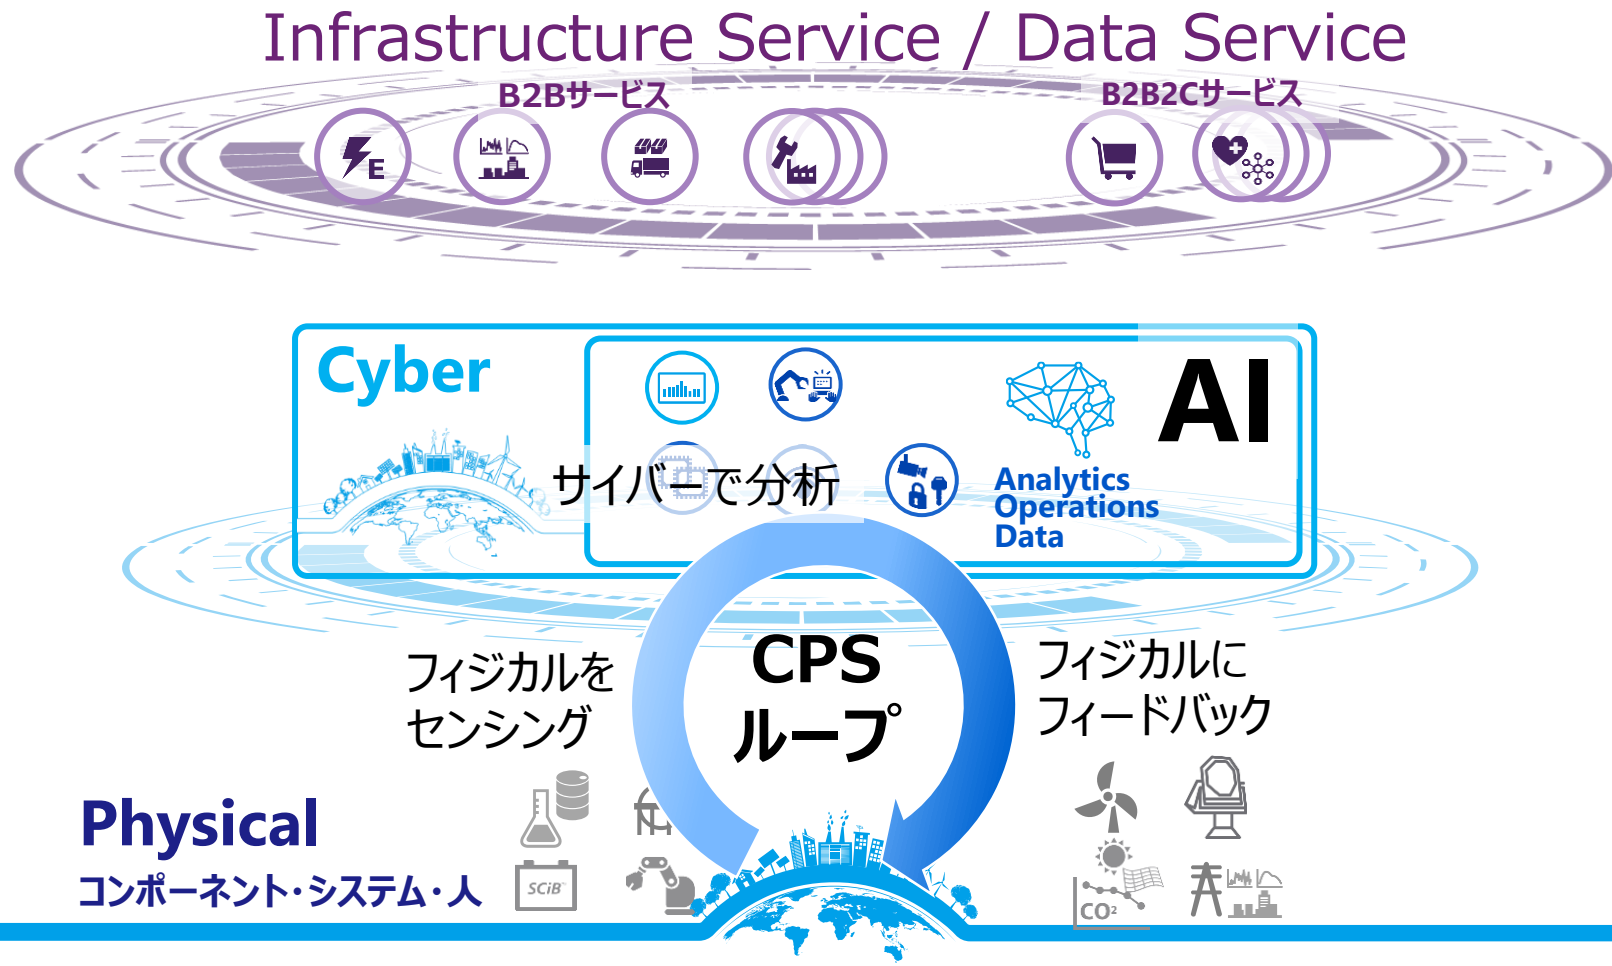 Infrastructure Service / Data Service
B2Bサービス
B2B2Cサービス
E
Cyber
AI
サイバーで分析
Analytics
Operations
Data
CPS
ループ
フィジカルを
センシング
フィジカルに
フィードバック
Physical
コンポーネント・システム・人
SCiB™
CO²